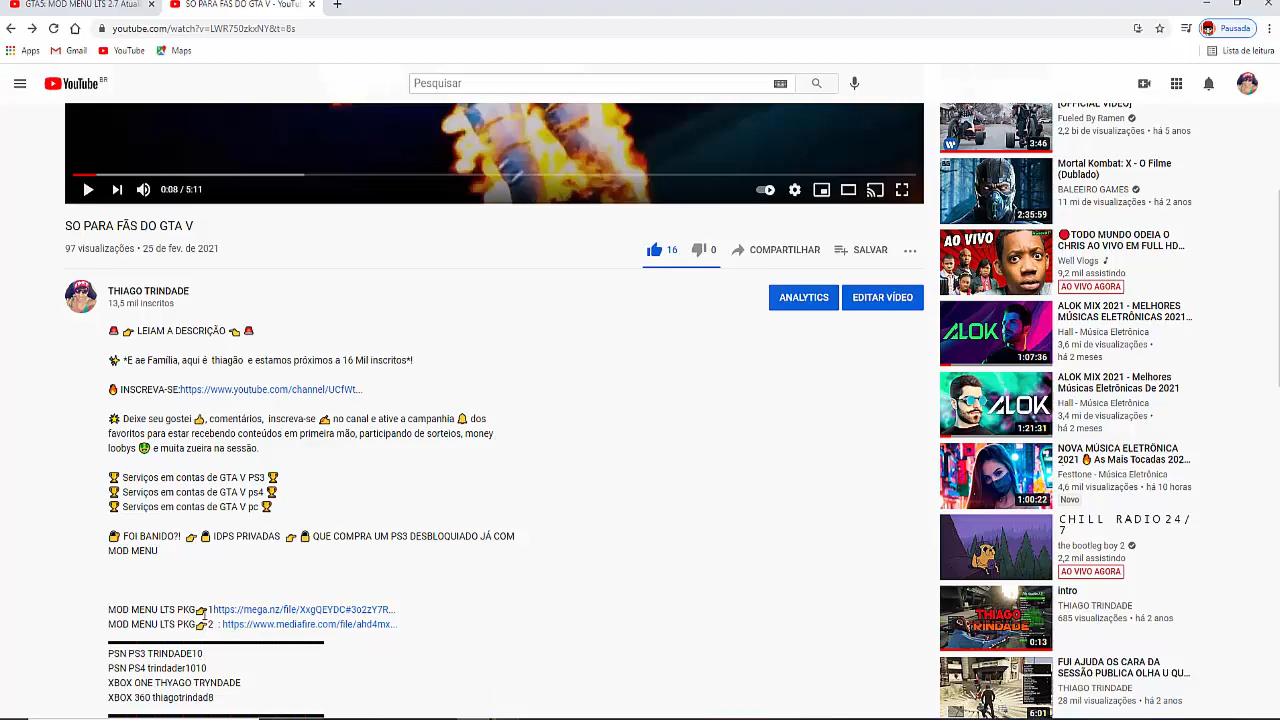 GTA5: MOD MENU LTS 2.7 Atuali
SO PARA FÃS DO GTA V - YouTu
youtube.com/watch?v=LWR750zkxNY&t=8s
Pausada
Apps Gmail YouTube Maps
Lista de leitura
YouTube BR
Pesquisar
0:08 / 5:11
SO PARA FÃS DO GTA V
97 visualizações • 25 de fev. de 2021
16 0 COMPARTILHAR SALVAR
THIAGO TRINDADE
13,5 mil inscritos
ANALYTICS EDITAR VÍDEO
🚨 👉 LEIAM A DESCRIÇÃO 👈 🚨
*E ae Família, aqui é thiagão e estamos próximos a 16 Mil inscritos*!
🔥 INSCREVA-SE:https://www.youtube.com/channel/UCfWt...
💥 Deixe seu gostei 👍, comentários, inscreva-se no canal e ative a campanha 🔔 dos
favoritos para estar recebendo conteúdos em primeira mão, participando de sorteios, money
loobys 🤑 e muita zueira na sessão.
🏆 Serviços em contas de GTA V PS3 🏆
🏆 Serviços em contas de GTA V ps4 🏆
🏆 Serviços em contas de GTA V pc 🏆
FOI BANIDO?! 👉 IDPS PRIVADAS 👉 QUE COMPRA UM PS3 DESBLOQUIADO JÁ COM
MOD MENU
MOD MENU LTS PKG👉1https://mega.nz/file/XxgG3S4J#3o2zY7R...
MOD MENU LTS PKG👉2 : https://www.mediafire.com/file/ahd4mx...
PSN PS3 TRINDADE10
PSN PS4 trindader1010
XBOX ONE THYAGO TRYNDADE
XBOX 360 thiagotrindad8
[OFFICIAL VIDEO]
Fueled By Ramen
2,2 bi de visualizações • há 5 anos
3:46
Mortal Kombat: X - O Filme
(Dublado)
BALEEIRO GAMES
11 mi de visualizações • há 2 anos
2:35:59
AO VIVO
🔴TODO MUNDO ODEIA O
CHRIS AO VIVO EM FULL HD...
Well Vlogs
9,2 mil assistindo
AO VIVO AGORA
ALOK
1:07:36
ALOK MIX 2021 - MELHORES
MÚSICAS ELETRÔNICAS 2021...
Hall - Música Eletrônica
3,6 mi de visualizações •
há 2 meses
ALOK
1:21:31
ALOK MIX 2021 - Melhores
Músicas Eletrônicas De 2021
Hall - Música Eletrônica
3,4 mi de visualizações •
há 2 meses
1:00:22
NOVA MÚSICA ELETRÔNICA
2021 🔥 As Mais Tocadas 202...
Festtone - Música Eletrônica
4,6 mil visualizações • há 10 horas
Novo
C H I L L R A D I O 2 4 /
7
the bootleg boy 2
2,2 mil assistindo
AO VIVO AGORA
THIAGO
TRINDADE
0:13
intro
THIAGO TRINDADE
685 visualizações • há 2 anos
6:01
FUI AJUDA OS CARA DA
SESSÃO PUBLICA OLHA U QU...
THIAGO TRINDADE
28 mil visualizações • há 2 anos